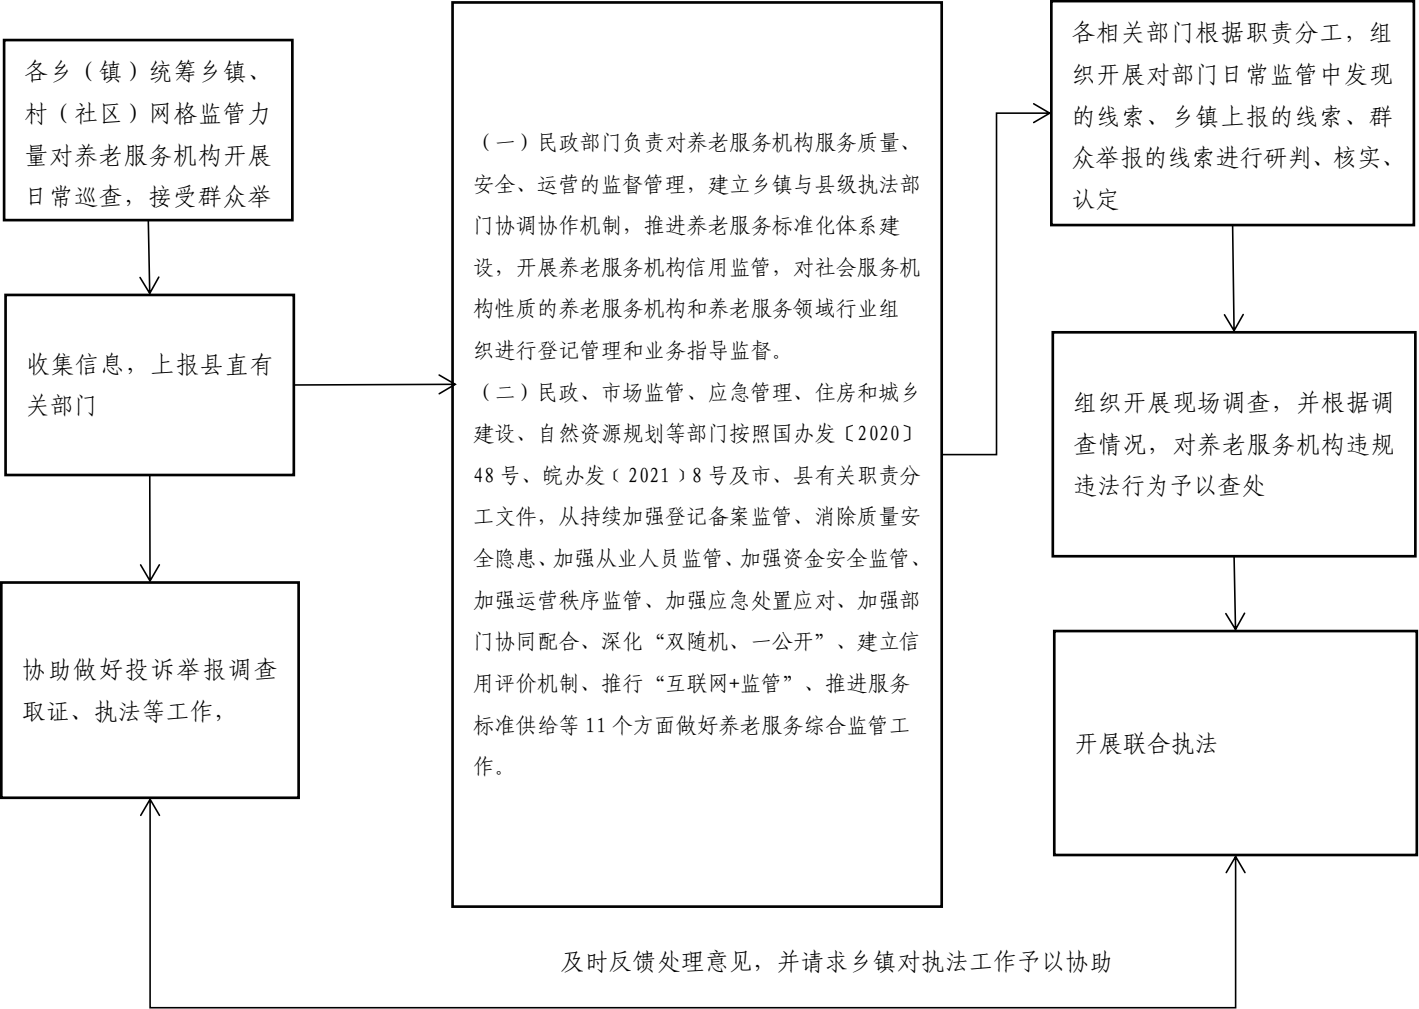 各乡（镇）统筹乡镇、
村（社区）网格监管力
量对养老服务机构开展
日常巡查，接受群众举
收集信息，上报县直有
关部门
协助做好投诉举报调查
取证、执法等工作，
（一）民政部门负责对养老服务机构服务质量、
安全、运营的监督管理，建立乡镇与县级执法部
门协调协作机制，推进养老服务标准化体系建
设，开展养老服务机构信用监管，对社会服务机
构性质的养老服务机构和养老服务领域行业组
织进行登记管理和业务指导监督。
（二）民政、市场监管、应急管理、住房和城乡
建设、自然资源规划等部门按照国办发〔2020〕
48 号、皖办发﹝2021﹞8 号及市、县有关职责分
工文件，从持续加强登记备案监管、消除质量安
全隐患、加强从业人员监管、加强资金安全监管、
加强运营秩序监管、加强应急处置应对、加强部
门协同配合、深化“双随机、一公开”、建立信
用评价机制、推行“互联网+监管”、推进服务
标准供给等 11 个方面做好养老服务综合监管工
作。
各相关部门根据职责分工，组
织开展对部门日常监管中发现
的线索、乡镇上报的线索、群
众举报的线索进行研判、核实、
认定
组织开展现场调查，并根据调
查情况，对养老服务机构违规
违法行为予以查处
开展联合执法
及时反馈处理意见，并请求乡镇对执法工作予以协助